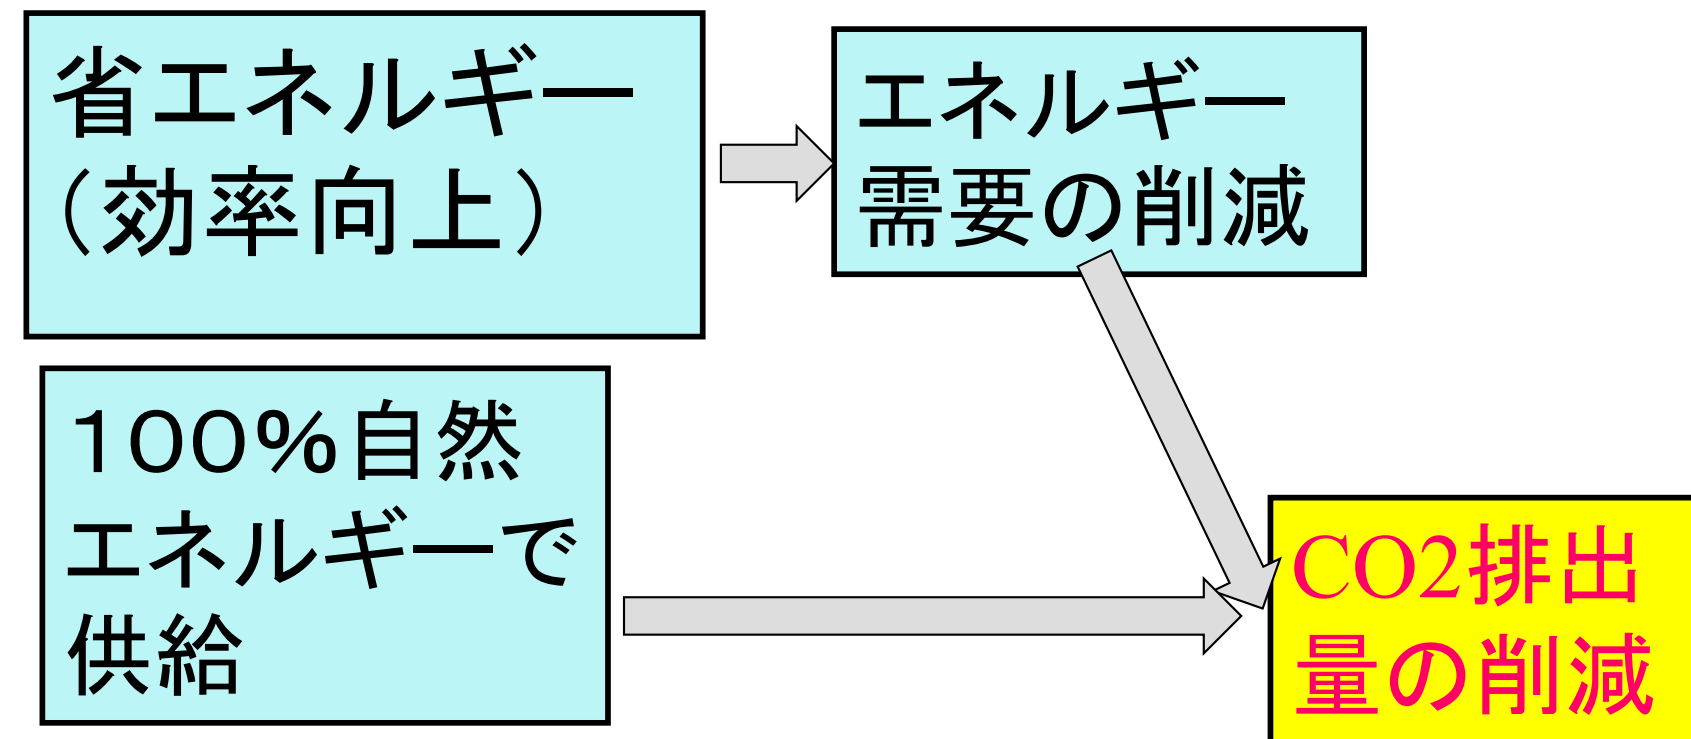 省エネルギー
（効率向上）
エネルギー
需要の削減
１００％自然
エネルギーで
供給
CO2排出
量の削減